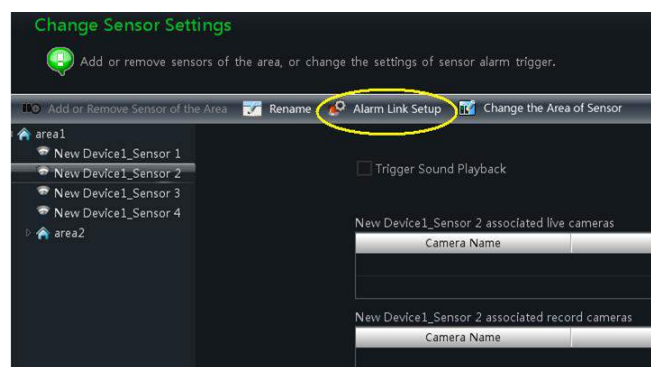 Change Sensor Settings
Add or remove sensors of the area, or change the settings of sensor alarm trigger.
Add or Remove Sensor of the Area Rename Alarm Link Setup Change the Area of Sensor
area1
New Device1_Sensor 1
New Device1_Sensor 2
New Device1_Sensor 3
New Device1_Sensor 4
area2
Trigger Sound Playback
New Device1_Sensor 2 associated live cameras
Camera Name
New Device1_Sensor 2 associated record cameras
Camera Name